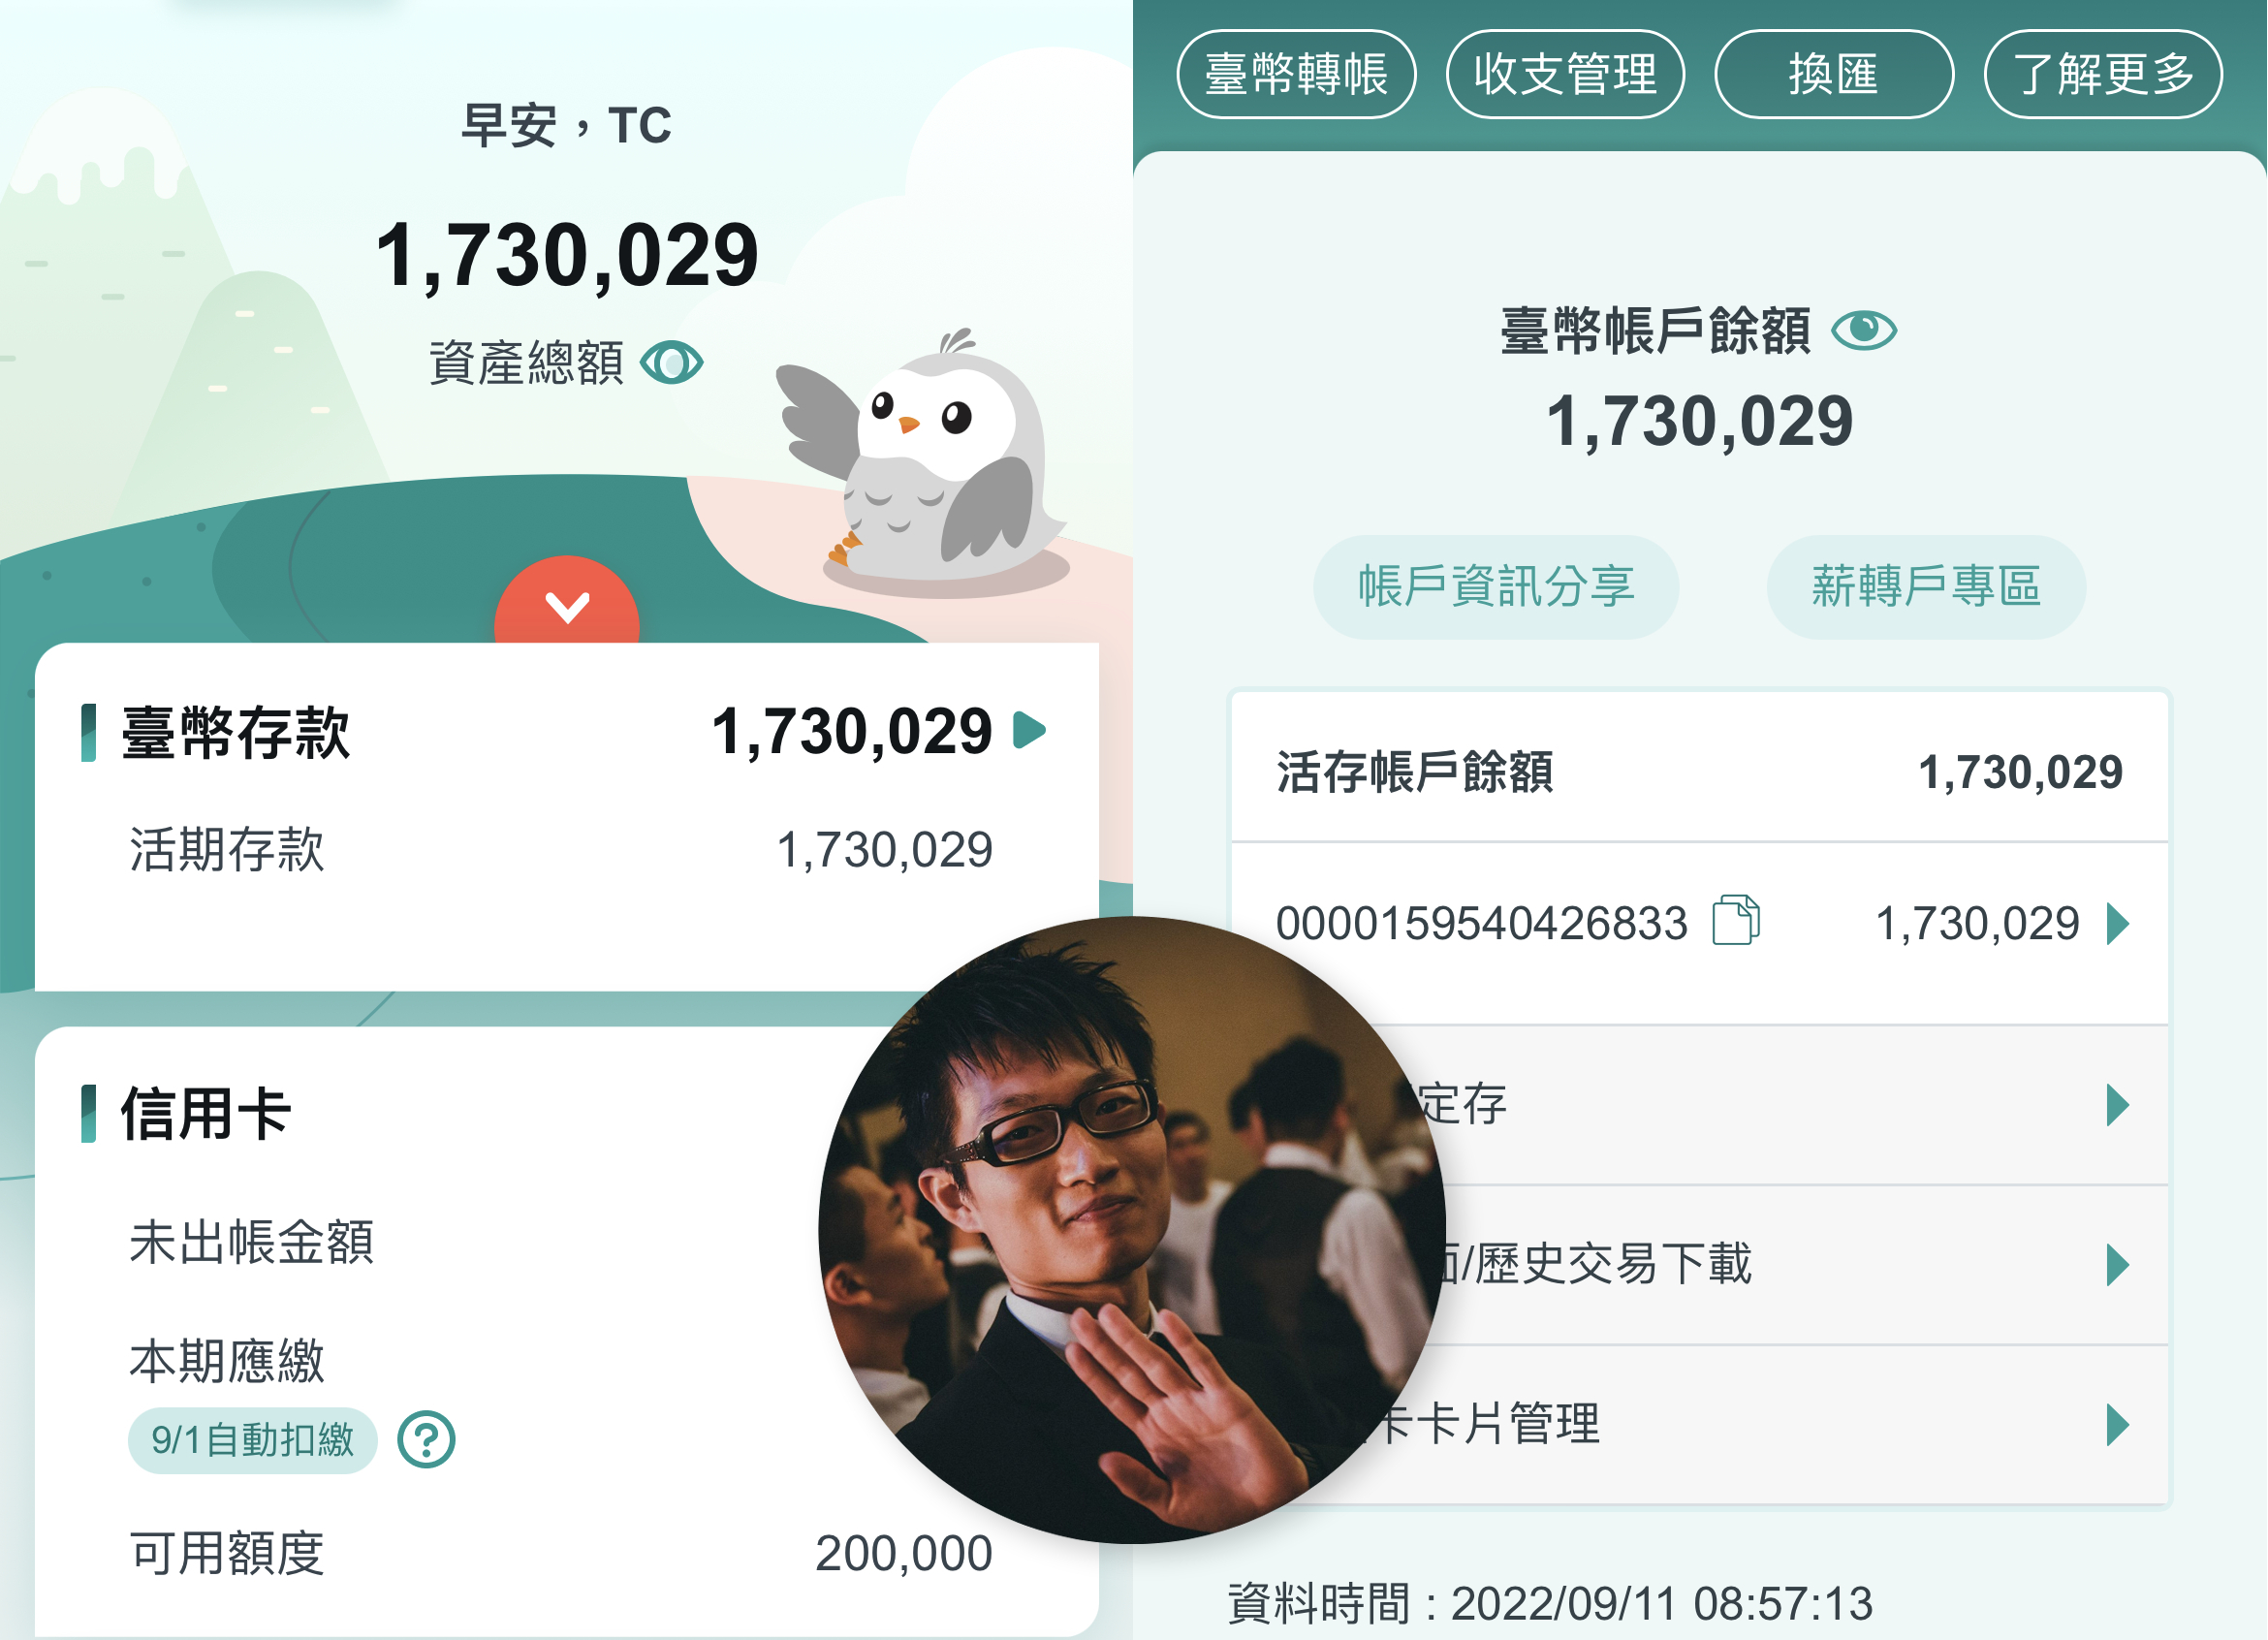 早安，TC
1,730,029
資產總額
臺幣存款 1,730,029
活期存款 1,730,029
信用卡
未出帳金額
本期應繳
9/1自動扣繳
可用額度 200,000
臺幣轉帳 收支管理 換匯 了解更多
臺幣帳戶餘額
1,730,029
帳戶資訊分享 薪轉戶專區
活存帳戶餘額 1,730,029
0000159540426833 1,730,029
定存
/歷史交易下載
卡卡片管理
資料時間 : 2022/09/11 08:57:13